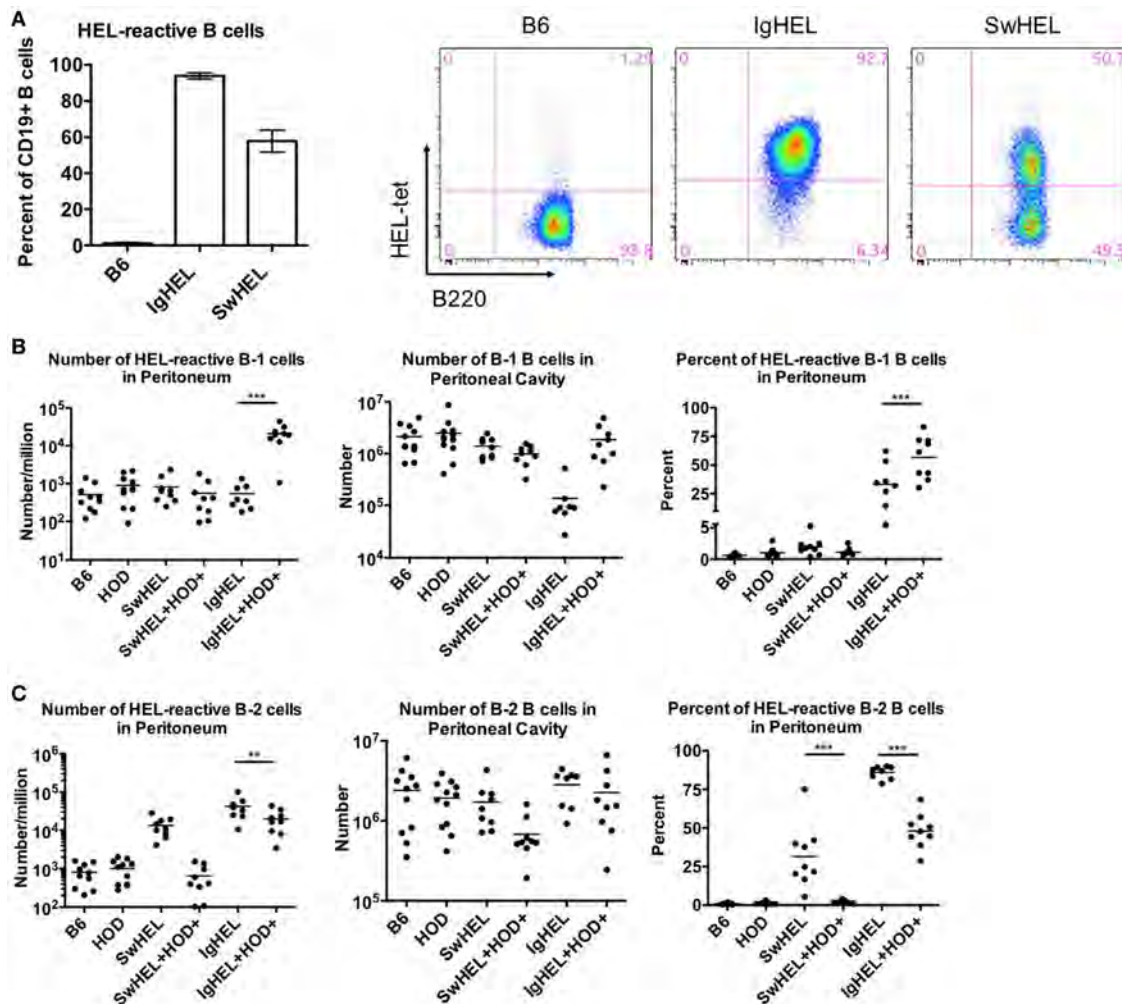 A
HEL-reactive B cells
Percent of CD19+ B cells
100
80
60
40
20
0
B6
IgHEL
SwHEL
B6
IgHEL
SwHEL
0
1.29
0
93.8
0
92.7
0
6.34
0
50.7
0
49.3
HEL-tet
B220
B
Number of HEL-reactive B-1 cells
in Peritoneum
Number/million
10^5
10^4
10^3
10^2
10^1
B6
HOD
SwHEL
SwHEL+HOD+
IgHEL
IgHEL+HOD+
***
Number of B-1 B cells in
Peritoneal Cavity
Number
10^7
10^6
10^5
10^4
B6
HOD
SwHEL
SwHEL+HOD+
IgHEL
IgHEL+HOD+
Percent of HEL-reactive B-1 B cells
in Peritoneum
Percent
100
75
50
25
5
0
B6
HOD
SwHEL
SwHEL+HOD+
IgHEL
IgHEL+HOD+
***
C
Number of HEL-reactive B-2 cells
in Peritoneum
Number/million
10^6
10^5
10^4
10^3
10^2
B6
HOD
SwHEL
SwHEL+HOD+
IgHEL
IgHEL+HOD+
**
Number of B-2 B cells in
Peritoneal Cavity
Number
10^7
10^6
10^5
B6
HOD
SwHEL
SwHEL+HOD+
IgHEL
IgHEL+HOD+
Percent of HEL-reactive B-2 B cells
in Peritoneum
Percent
100
75
50
25
0
B6
HOD
SwHEL
SwHEL+HOD+
IgHEL
IgHEL+HOD+
***
***